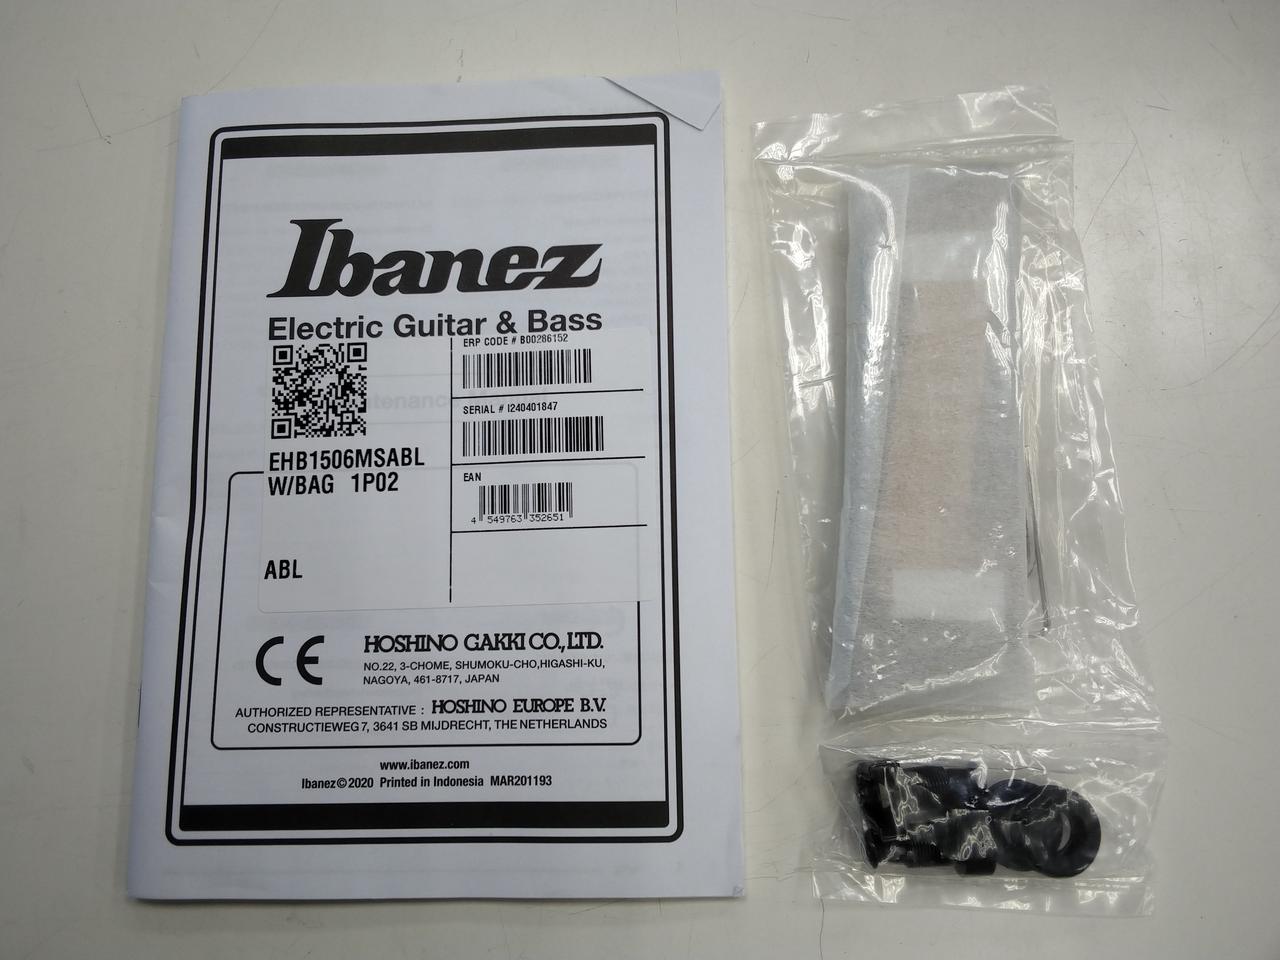 Ibanez
Electric Guitar & Bass
ERP CODE # B00286152
SERIAL # I240401847
EHB1506MSABL
W/BAG 1P02
EAN
4 549763 352651
ABL
CE
HOSHINO GAKKI CO., LTD.
NO.22, 3-CHOME, SHUMOKU-CHO,HIGASHI-KU,
NAGOYA, 461-8717, JAPAN
AUTHORIZED REPRESENTATIVE : HOSHINO EUROPE B.V.
CONSTRUCTIEWEG 7, 3641 SB MIJDRECHT, THE NETHERLANDS
www.ibanez.com
Ibanez©2020 Printed in Indonesia MAR201193